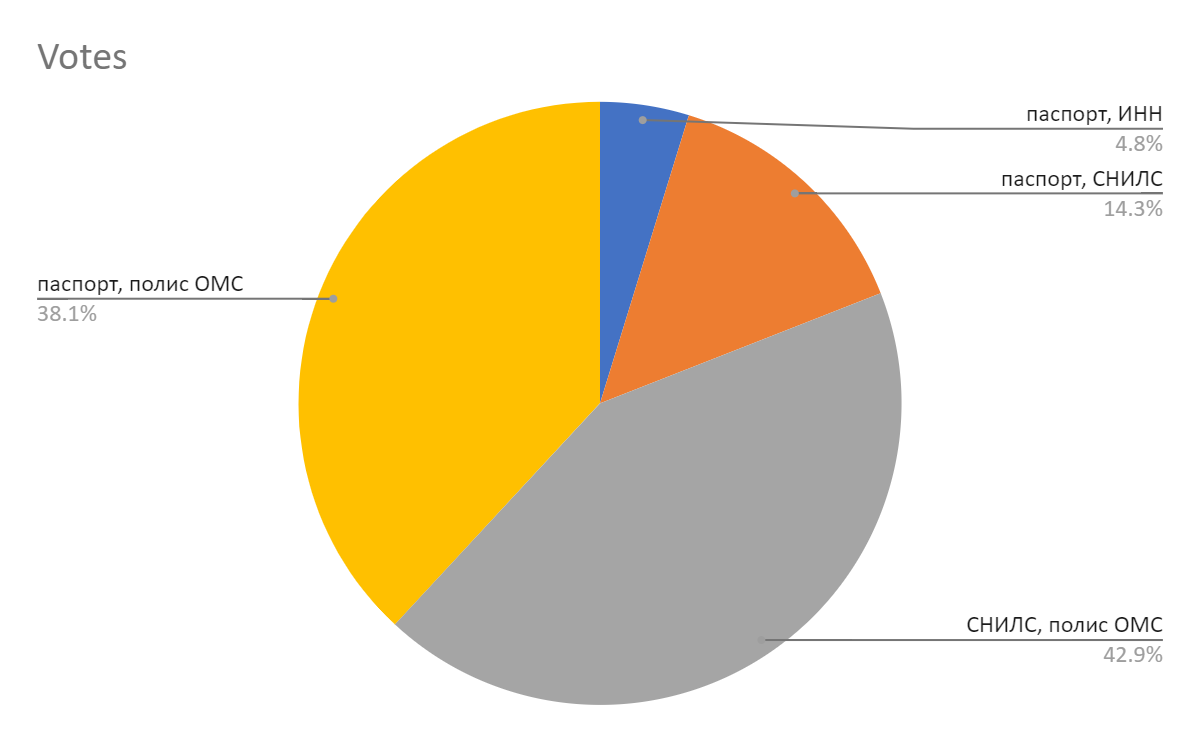 Votes
паспорт, ИНН
4.8%
паспорт, СНИЛС
14.3%
паспорт, полис ОМС
38.1%
СНИЛС, полис ОМС
42.9%